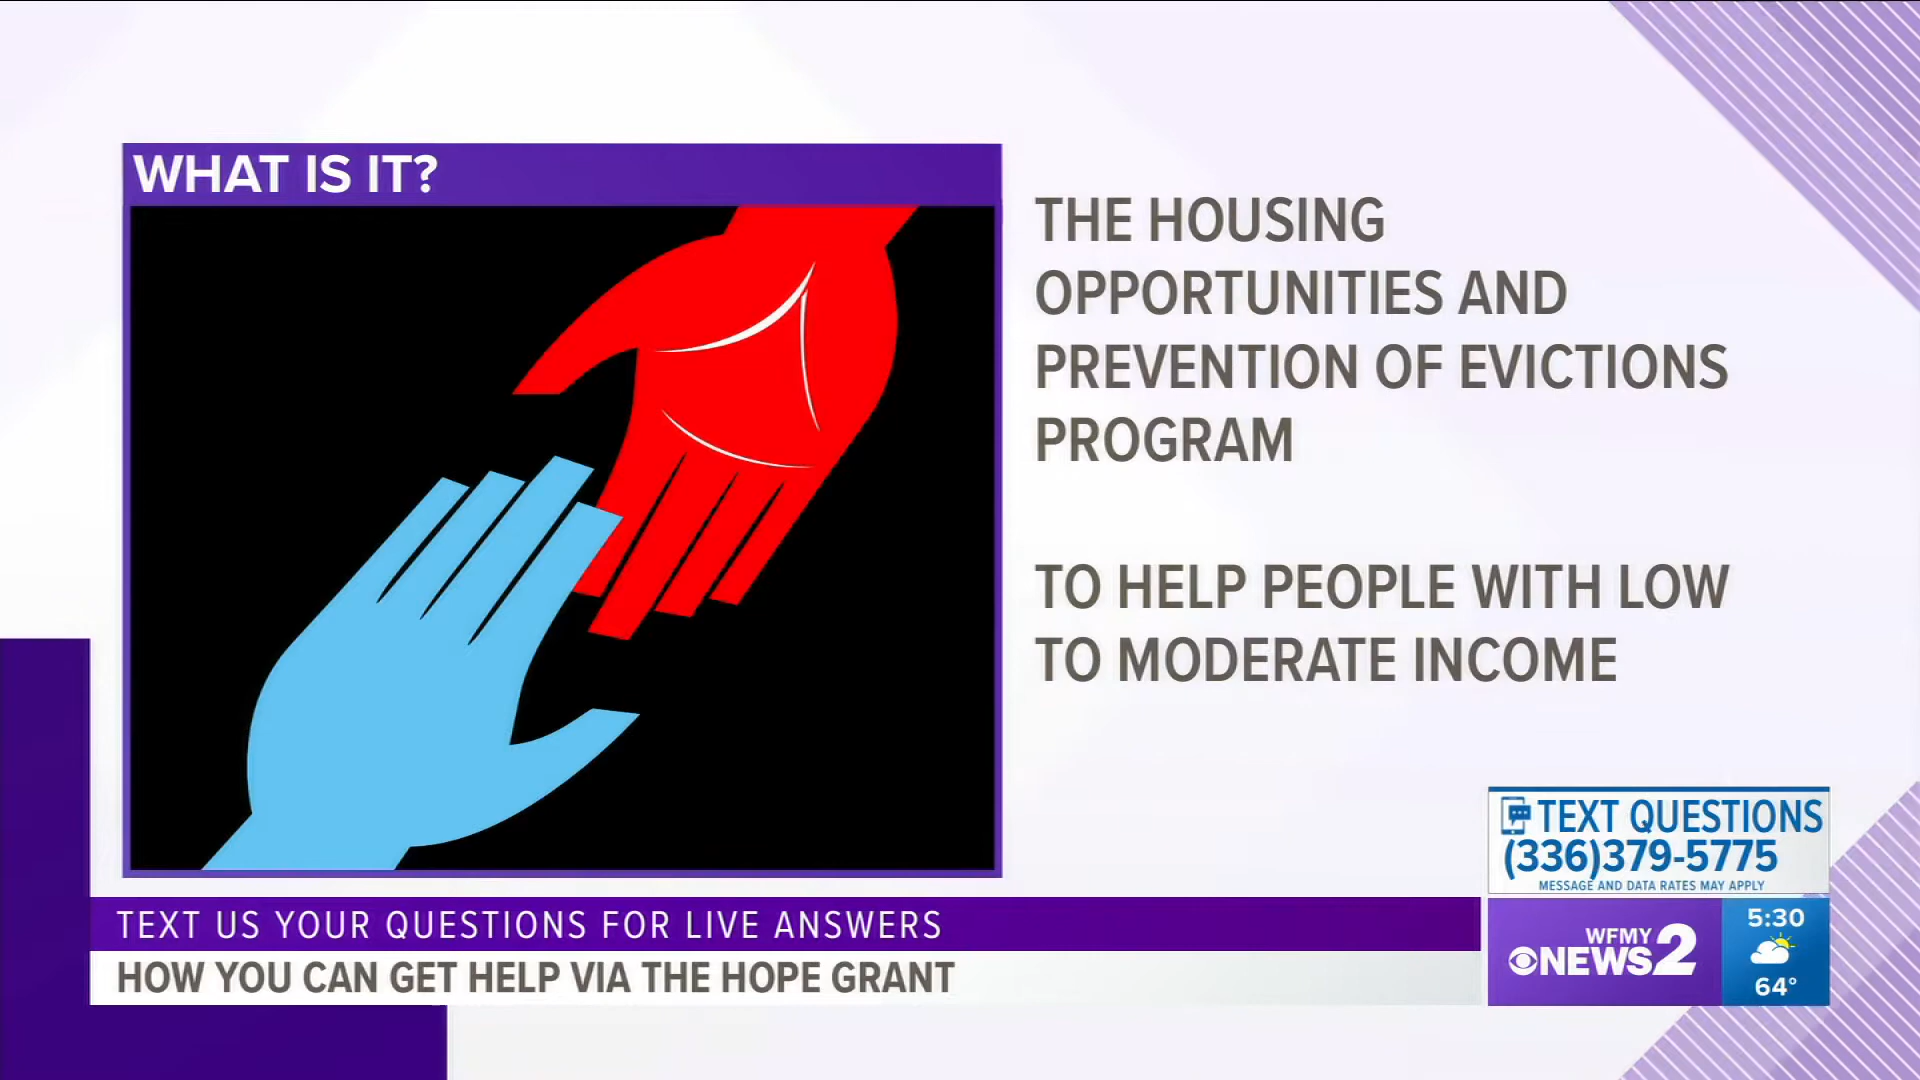 WHAT IS IT?
THE HOUSING
OPPORTUNITIES AND
PREVENTION OF EVICTIONS
PROGRAM
TO HELP PEOPLE WITH LOW
TO MODERATE INCOME
TEXT QUESTIONS
(336)379-5775
MESSAGE AND DATA RATES MAY APPLY
TEXT US YOUR QUESTIONS FOR LIVE ANSWERS
HOW YOU CAN GET HELP VIA THE HOPE GRANT
WFMY
NEWS 2
5:30
64°